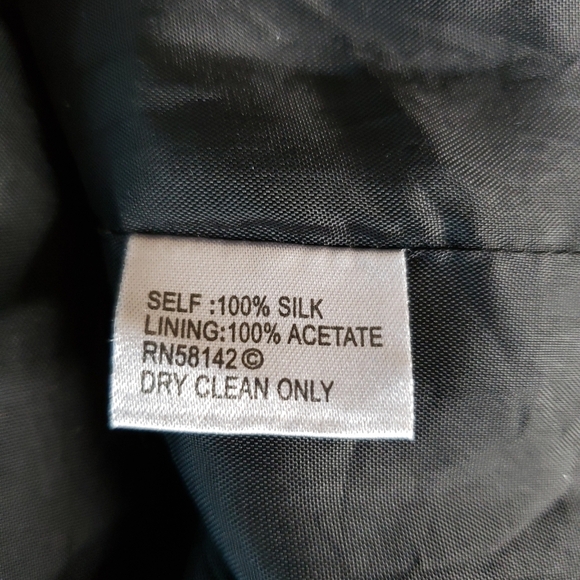 SELF :100% SILK
LINING:100% ACETATE
RN58142©
DRY CLEAN ONLY